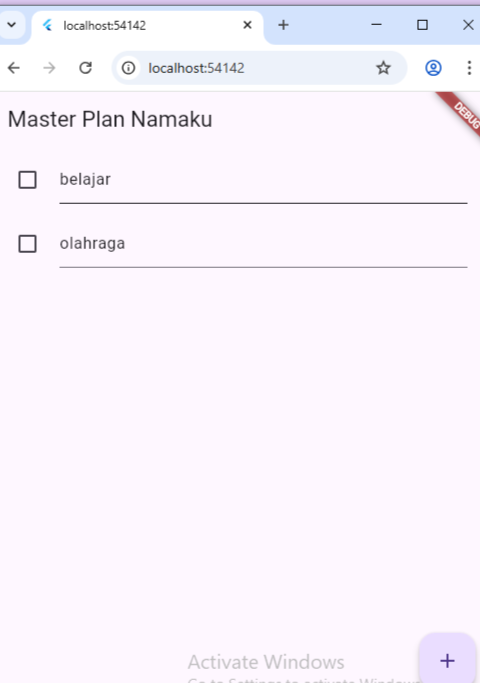 localhost:54142
localhost:54142
Master Plan Namaku
DEBUG
belajar
olahraga
Activate Windows
Go to Settings to activate Windows